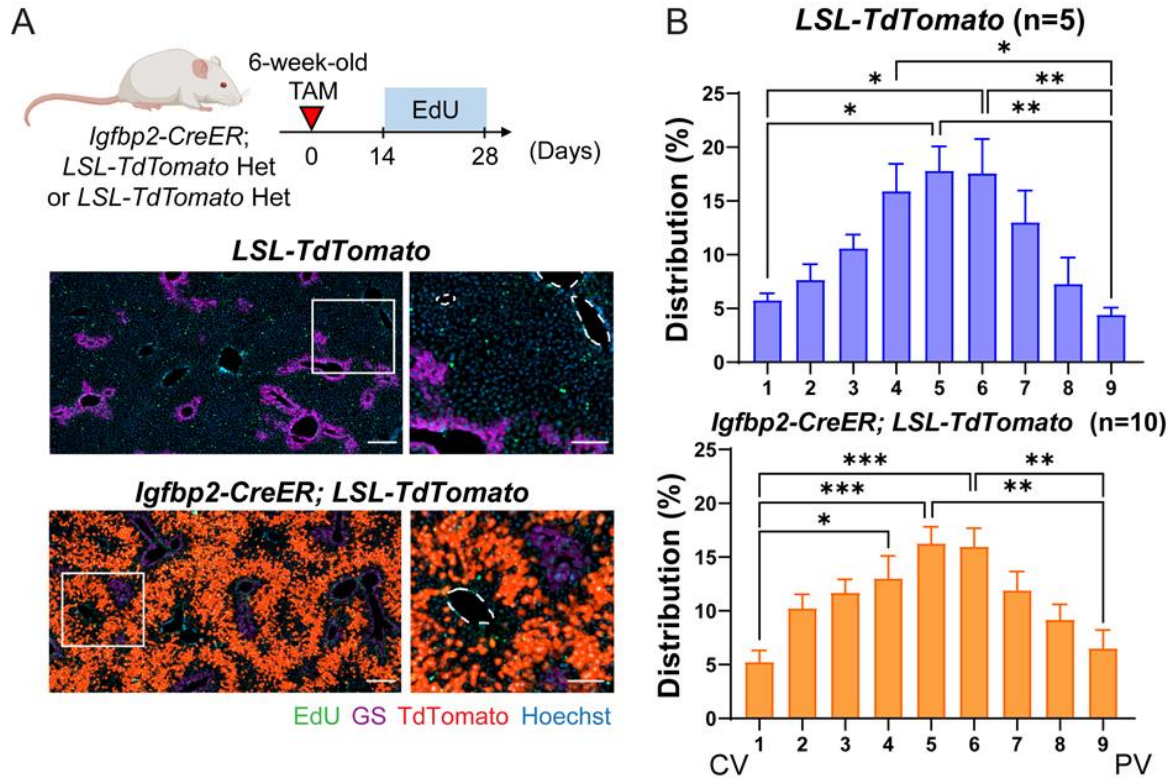 A
6-week-old
TAM
EdU
Igfbp2-CreER;
LSL-TdTomato Het
or LSL-TdTomato Het
0 14 28 (Days)
LSL-TdTomato
Igfbp2-CreER; LSL-TdTomato
EdU GS TdTomato Hoechst
B
LSL-TdTomato (n=5)
Distribution (%)
25
20
15
10
5
0
* 
* **
* **
1 2 3 4 5 6 7 8 9
Igfbp2-CreER; LSL-TdTomato (n=10)
Distribution (%)
25
20
15
10
5
0
*** **
*** **
*
1 2 3 4 5 6 7 8 9
CV PV